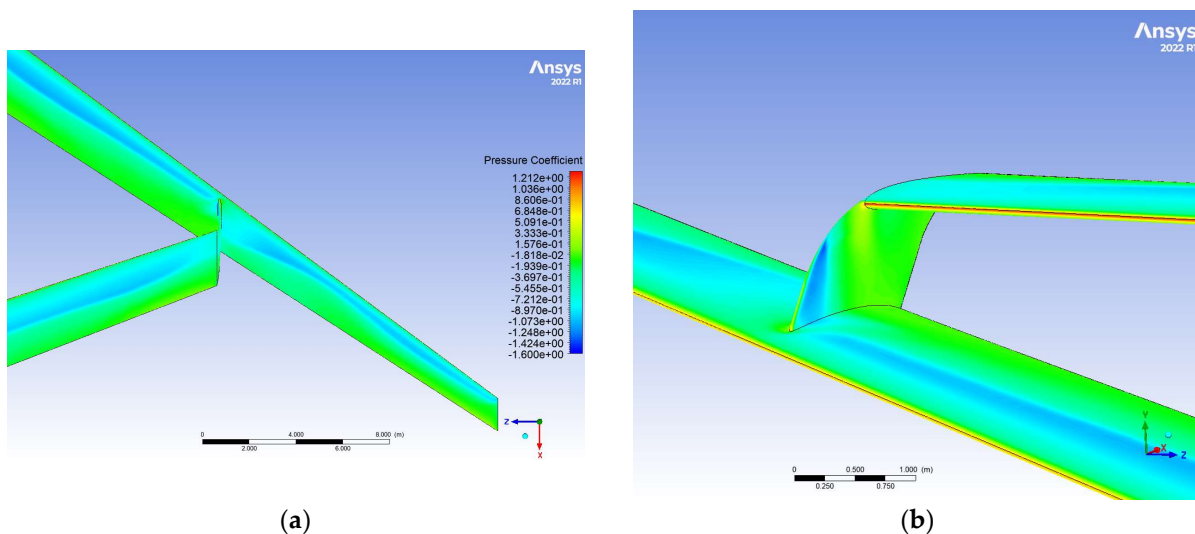 Ansys
2022 R1
Pressure Coefficient
1.212e+00
1.036e+00
8.606e-01
6.848e-01
5.091e-01
3.333e-01
1.576e-01
-1.818e-02
-1.939e-01
-3.697e-01
-5.455e-01
-7.212e-01
-8.970e-01
-1.073e+00
-1.248e+00
-1.424e+00
-1.600e+00
0 4.000 8.000 (m)
2.000 6.000
Z
X
(a)
Ansys
2022 R1
0 0.500 1.000 (m)
0.250 0.750
Y
X
Z
(b)